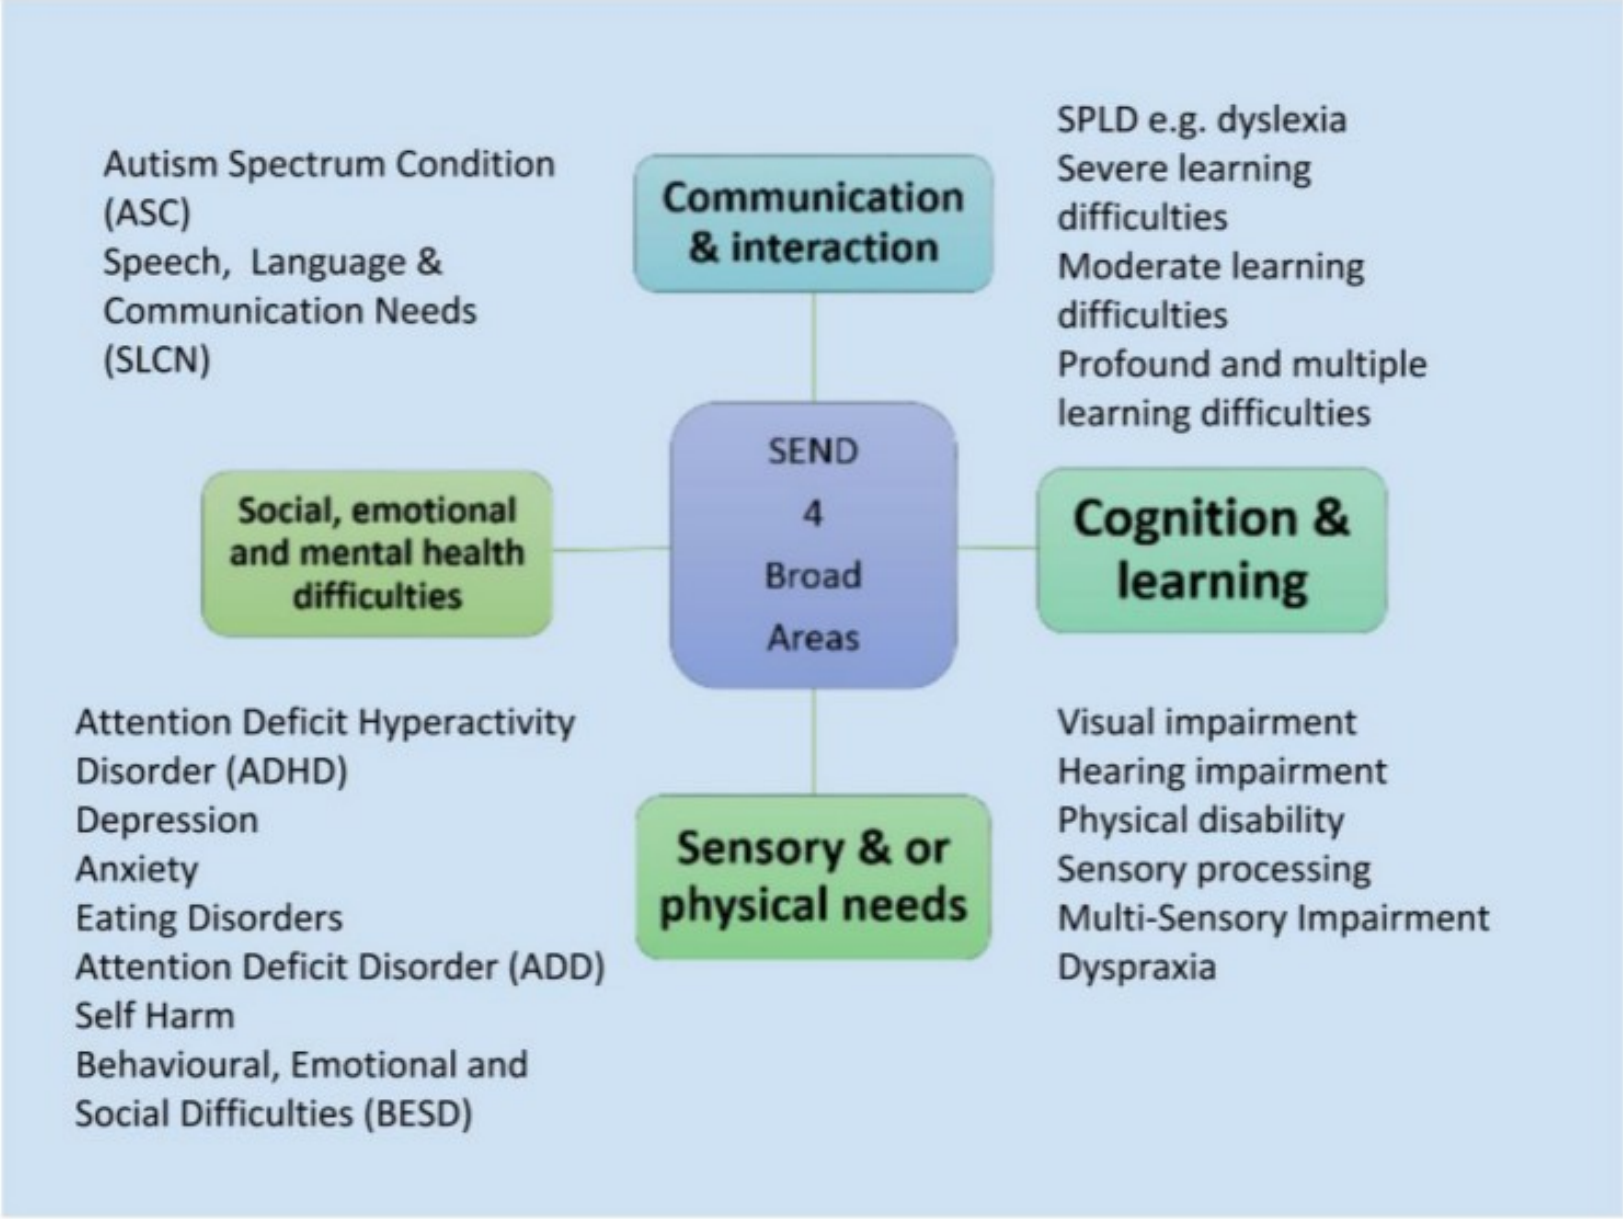 Autism Spectrum Condition
(ASC)
Speech, Language &
Communication Needs
(SLCN)
Communication
& interaction
SPLD e.g. dyslexia
Severe learning
difficulties
Moderate learning
difficulties
Profound and multiple
learning difficulties
Social, emotional
and mental health
difficulties
SEND
4
Broad
Areas
Cognition &
learning
Attention Deficit Hyperactivity
Disorder (ADHD)
Depression
Anxiety
Eating Disorders
Attention Deficit Disorder (ADD)
Self Harm
Behavioural, Emotional and
Social Difficulties (BESD)
Sensory & or
physical needs
Visual impairment
Hearing impairment
Physical disability
Sensory processing
Multi-Sensory Impairment
Dyspraxia